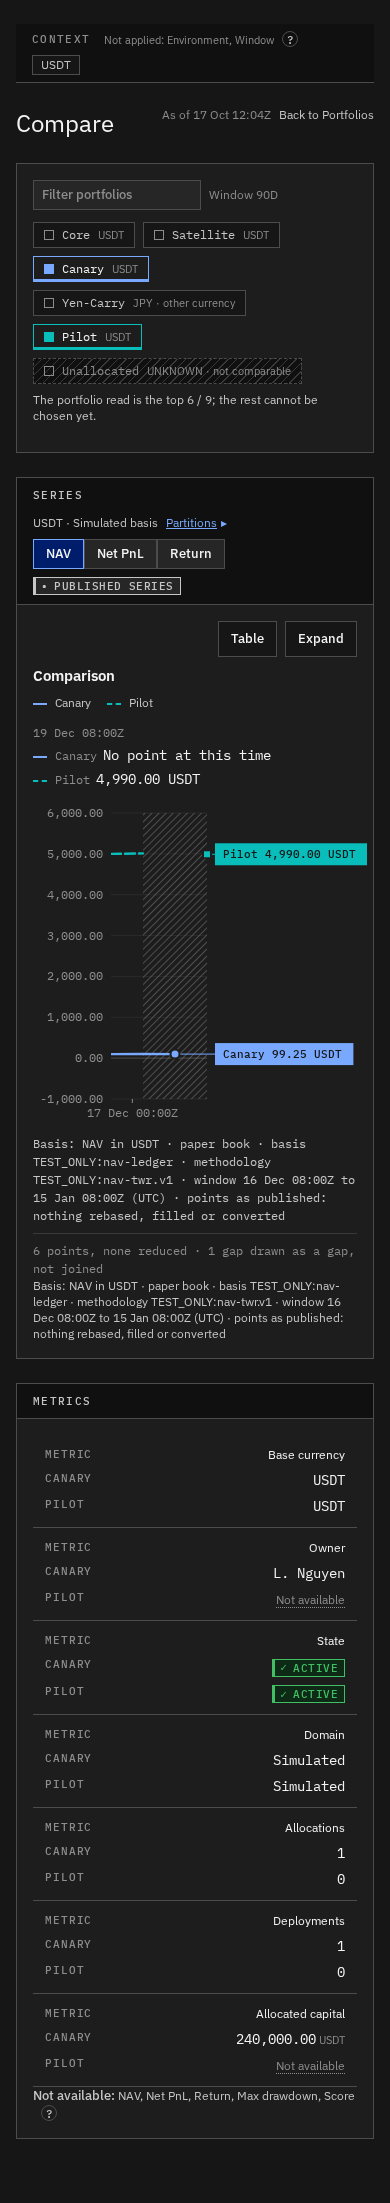 CONTEXT Not applied: Environment, Window ?
USDT
Compare As of 17 Oct 12:04Z Back to Portfolios
Filter portfolios Window 90D
Core USDT Satellite USDT
Canary USDT
Yen-Carry JPY · other currency
Pilot USDT
Unallocated UNKNOWN · not comparable
The portfolio read is the top 6 / 9; the rest cannot be
chosen yet.
SERIES
USDT · Simulated basis Partitions ▸
NAV Net PnL Return
• PUBLISHED SERIES
Table Expand
Comparison
Canary Pilot
19 Dec 08:00Z
Canary No point at this time
Pilot 4,990.00 USDT
6,000.00
5,000.00 Pilot 4,990.00 USDT
4,000.00
3,000.00
2,000.00
1,000.00
0.00 Canary 99.25 USDT
-1,000.00
17 Dec 00:00Z
Basis: NAV in USDT · paper book · basis
TEST_ONLY:nav-ledger · methodology
TEST_ONLY:nav-twr.v1 · window 16 Dec 08:00Z to
15 Jan 08:00Z (UTC) · points as published:
nothing rebased, filled or converted
6 points, none reduced · 1 gap drawn as a gap,
not joined
Basis: NAV in USDT · paper book · basis TEST_ONLY:nav-
ledger · methodology TEST_ONLY:nav-twr.v1 · window 16
Dec 08:00Z to 15 Jan 08:00Z (UTC) · points as published:
nothing rebased, filled or converted
METRICS
METRIC Base currency
CANARY USDT
PILOT USDT
METRIC Owner
CANARY L. Nguyen
PILOT Not available
METRIC State
CANARY ✓ ACTIVE
PILOT ✓ ACTIVE
METRIC Domain
CANARY Simulated
PILOT Simulated
METRIC Allocations
CANARY 1
PILOT 0
METRIC Deployments
CANARY 1
PILOT 0
METRIC Allocated capital
CANARY 240,000.00 USDT
PILOT Not available
Not available: NAV, Net PnL, Return, Max drawdown, Score
?